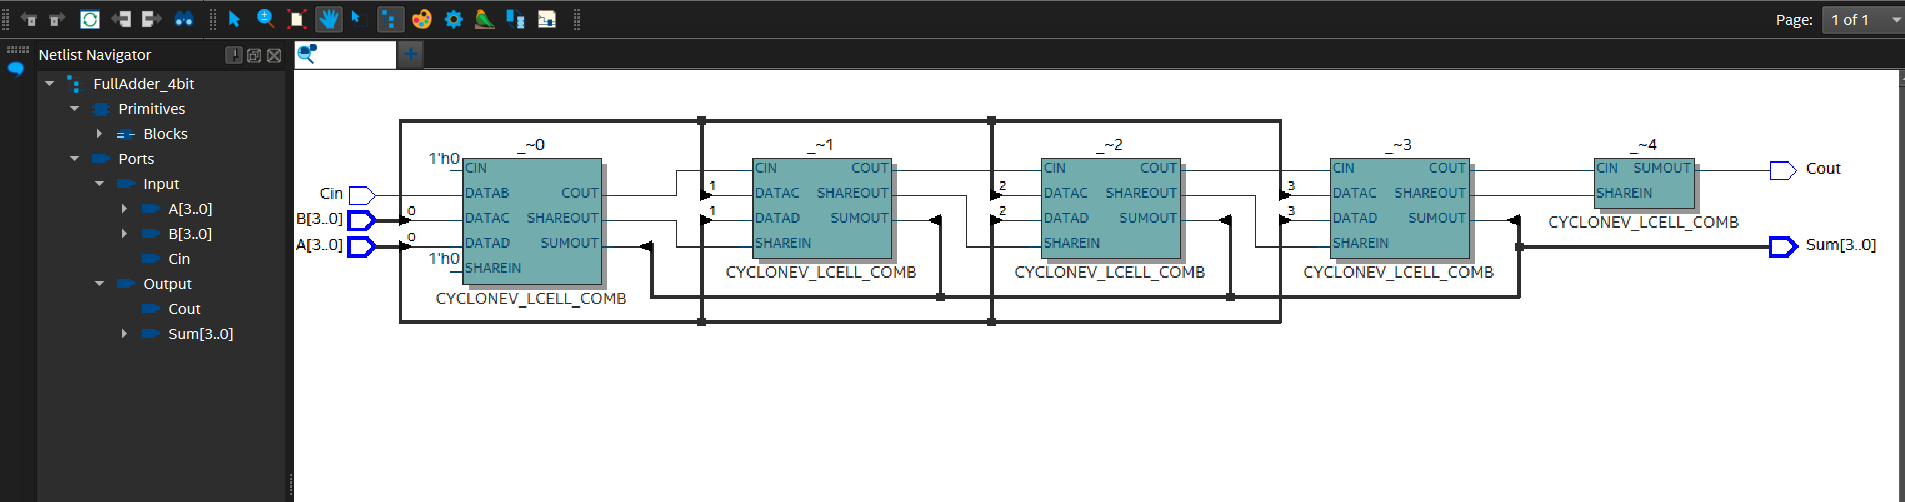 Page: 1 of 1
Netlist Navigator
FullAdder_4bit
Primitives
Blocks
Ports
Input
A[3..0]
B[3..0]
Cin
Output
Cout
Sum[3..0]
Cin
B[3..0]
A[3..0]
0
0
1'h0
1'h0
_~0
CIN
DATAB COUT
DATAC SHAREOUT
DATAD SUMOUT
SHAREIN
CYCLONEV_LCELL_COMB
1
1
_~1
CIN COUT
DATAC SHAREOUT
DATAD SUMOUT
SHAREIN
CYCLONEV_LCELL_COMB
2
2
_~2
CIN COUT
DATAC SHAREOUT
DATAD SUMOUT
SHAREIN
CYCLONEV_LCELL_COMB
3
3
_~3
CIN COUT
DATAC SHAREOUT
DATAD SUMOUT
SHAREIN
CYCLONEV_LCELL_COMB
_~4
CIN SUMOUT
SHAREIN
CYCLONEV_LCELL_COMB
Cout
Sum[3..0]